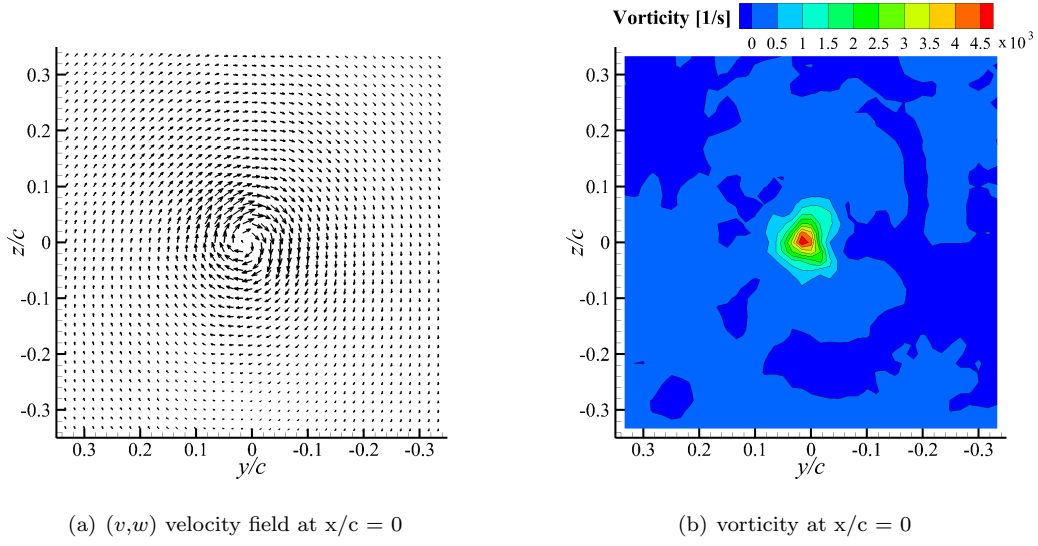 Vorticity [1/s]
0 0.5 1 1.5 2 2.5 3 3.5 4 4.5 x10³
z/c
0.3
0.2
0.1
0
-0.1
-0.2
-0.3
0.3 0.2 0.1 0 -0.1 -0.2 -0.3
y/c
z/c
0.3
0.2
0.1
0
-0.1
-0.2
-0.3
0.3 0.2 0.1 0 -0.1 -0.2 -0.3
y/c
(a) (v,w) velocity field at x/c = 0
(b) vorticity at x/c = 0